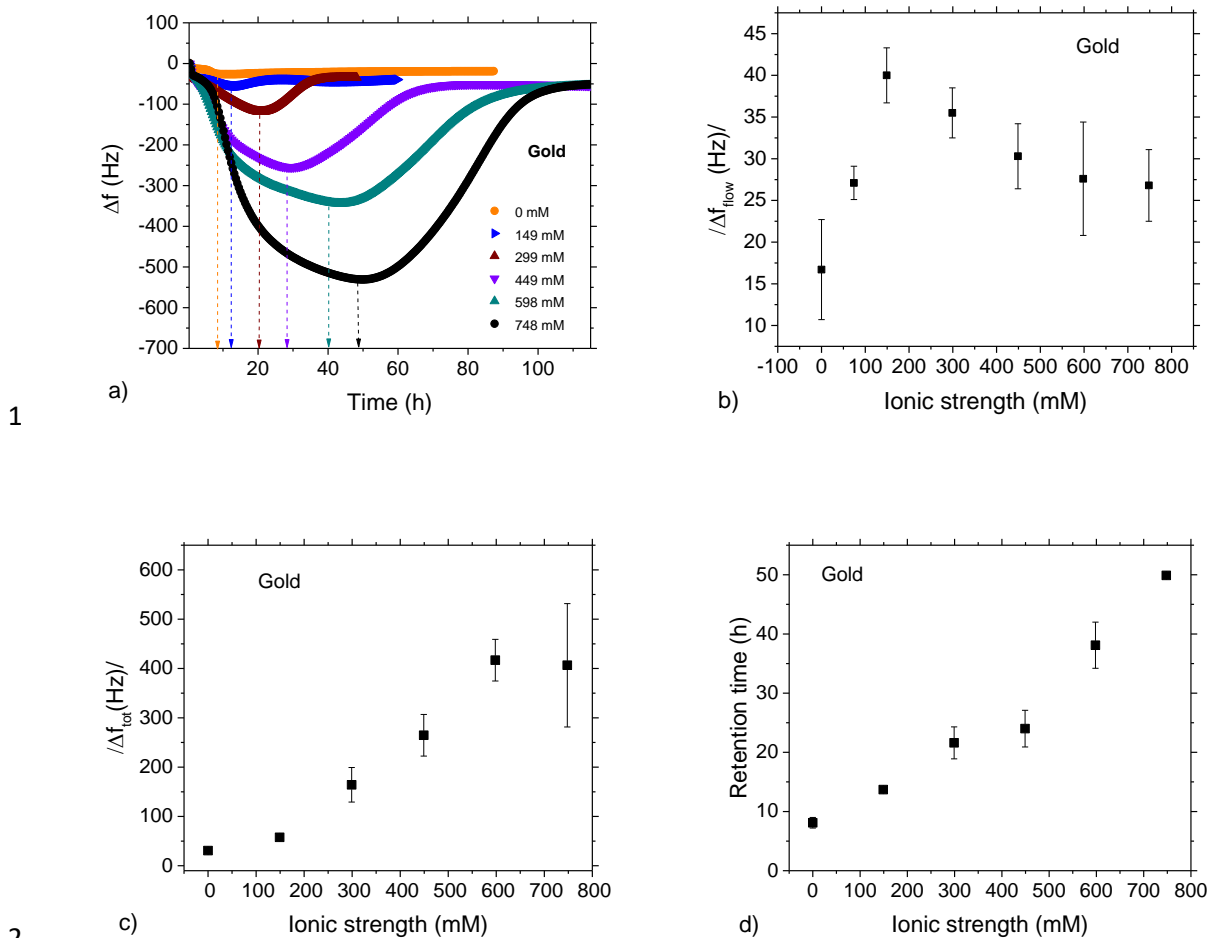 100
0
-100
-200
-300
-400
-500
-600
-700
Δf (Hz)
20 40 60 80 100
Time (h)
Gold
0 mM
149 mM
299 mM
449 mM
598 mM
748 mM
a)
1
45
40
35
30
25
20
15
10
/Δf_flow (Hz)/
Gold
-100 0 100 200 300 400 500 600 700 800
Ionic strength (mM)
b)
600
500
400
300
200
100
0
/Δf_tot(Hz)/
Gold
0 100 200 300 400 500 600 700 800
Ionic strength (mM)
c)
2
50
40
30
20
10
0
Retention time (h)
Gold
0 100 200 300 400 500 600 700 800
Ionic strength (mM)
d)